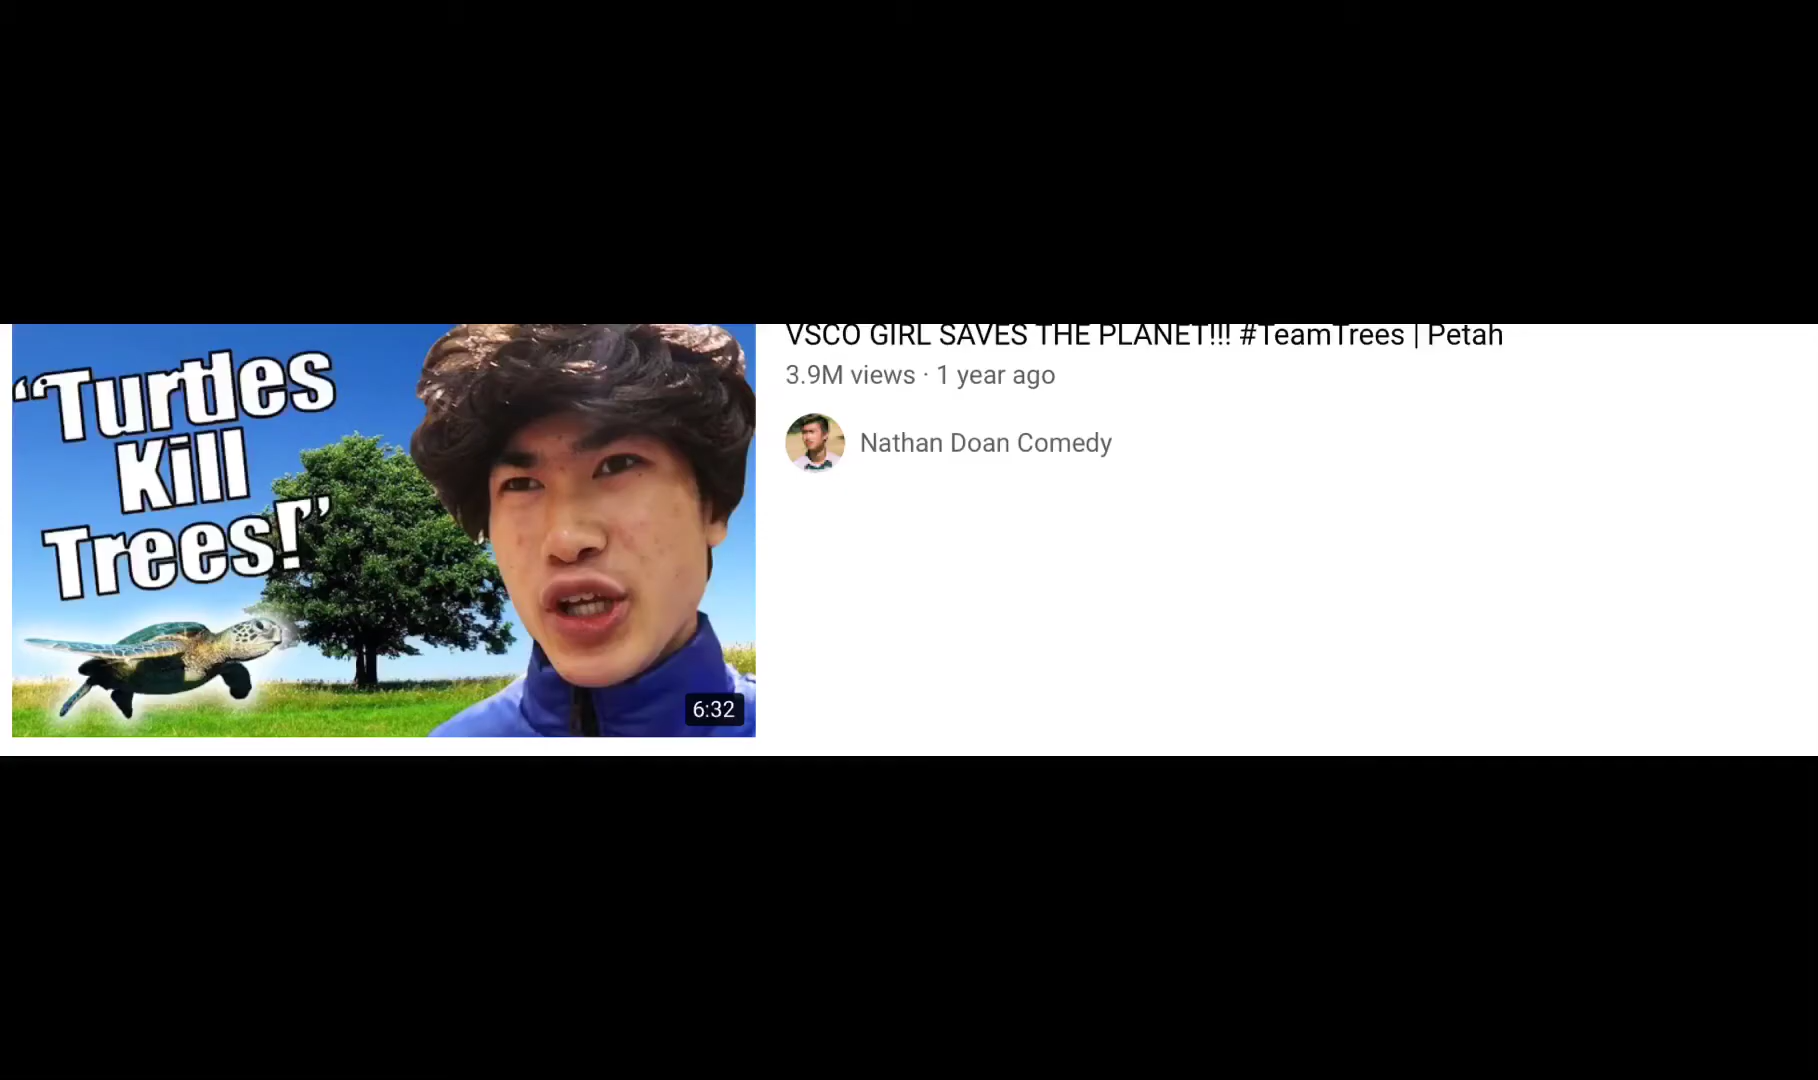 “Turtles
Kill
Trees!”
6:32
VSCO GIRL SAVES THE PLANET!!! #TeamTrees | Petah
3.9M views · 1 year ago
Nathan Doan Comedy